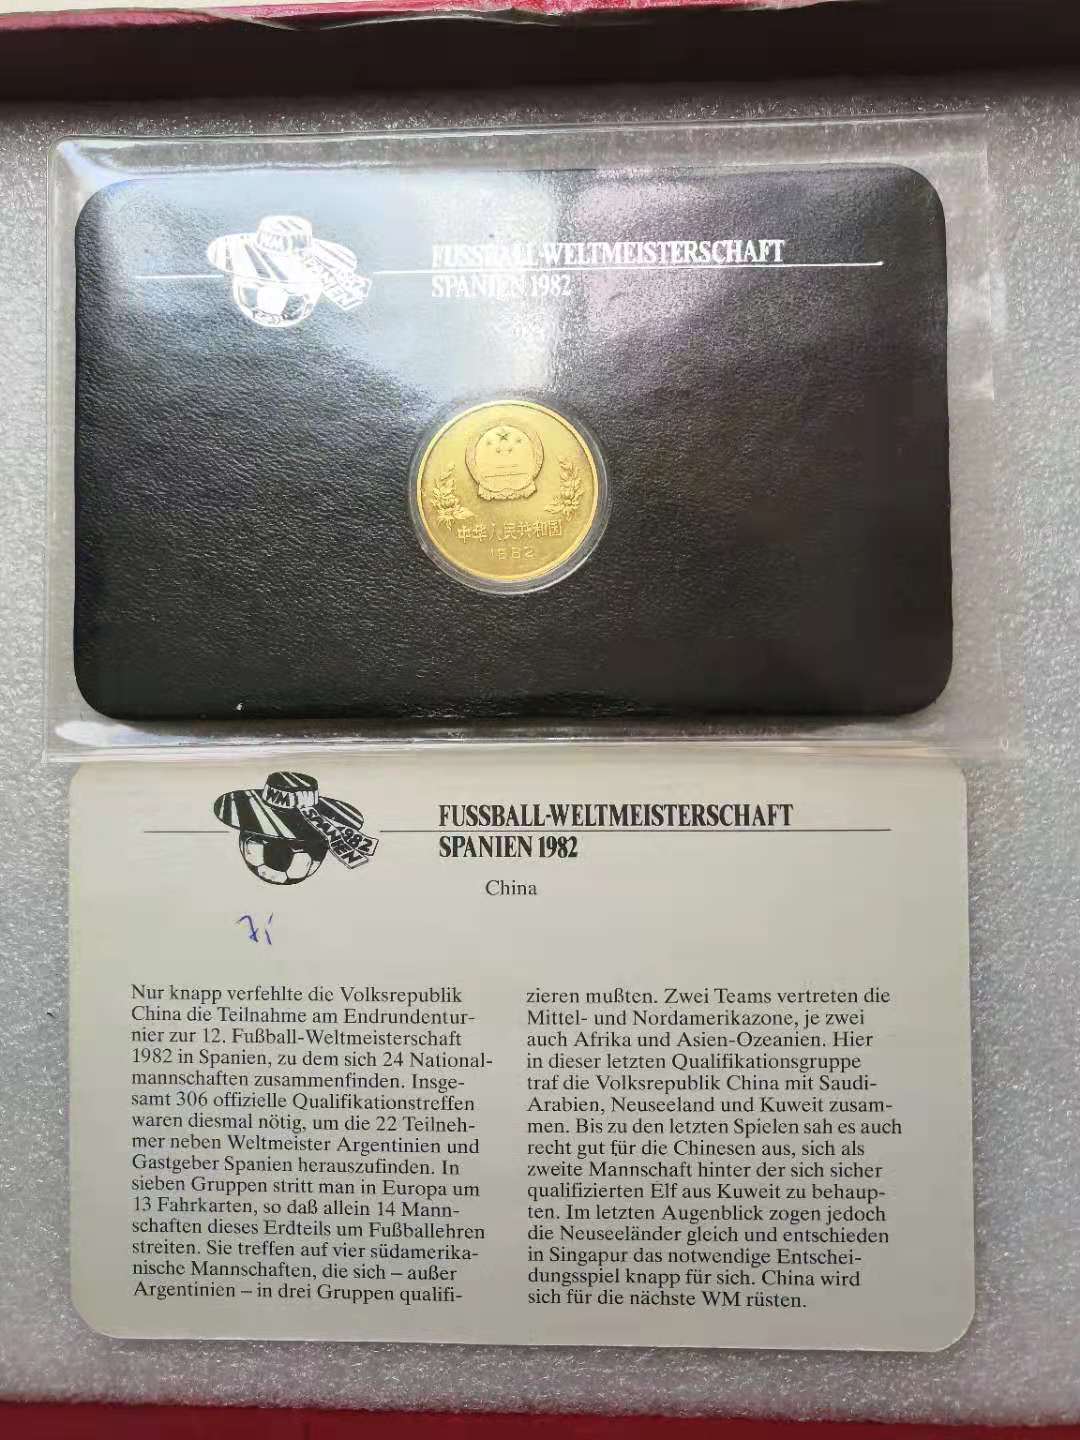 WM
SPANIEN
1982
FUSSBALL-WELTMEISTERSCHAFT
SPANIEN 1982
中华人民共和国
1982
WM
SPANIEN
1982
FUSSBALL-WELTMEISTERSCHAFT
SPANIEN 1982
China
Nur knapp verfehlte die Volksrepublik
China die Teilnahme am Endrundentur-
nier zur 12. Fußball-Weltmeisterschaft
1982 in Spanien, zu dem sich 24 National-
mannschaften zusammenfinden. Insge-
samt 306 offizielle Qualifikationstreffen
waren diesmal nötig, um die 22 Teilneh-
mer neben Weltmeister Argentinien und
Gastgeber Spanien herauszufinden. In
sieben Gruppen stritt man in Europa um
13 Fahrkarten, so daß allein 14 Mann-
schaften dieses Erdteils um Fußballehren
streiten. Sie treffen auf vier südamerika-
nische Mannschaften, die sich – außer
Argentinien – in drei Gruppen qualifi-
zieren mußten. Zwei Teams vertreten die
Mittel- und Nordamerikazone, je zwei
auch Afrika und Asien-Ozeanien. Hier
in dieser letzten Qualifikationsgruppe
traf die Volksrepublik China mit Saudi-
Arabien, Neuseeland und Kuweit zusam-
men. Bis zu den letzten Spielen sah es auch
recht gut für die Chinesen aus, sich als
zweite Mannschaft hinter der sich sicher
qualifizierten Elf aus Kuweit zu behaup-
ten. Im letzten Augenblick zogen jedoch
die Neuseeländer gleich und entschieden
in Singapur das notwendige Entschei-
dungsspiel knapp für sich. China wird
sich für die nächste WM rüsten.